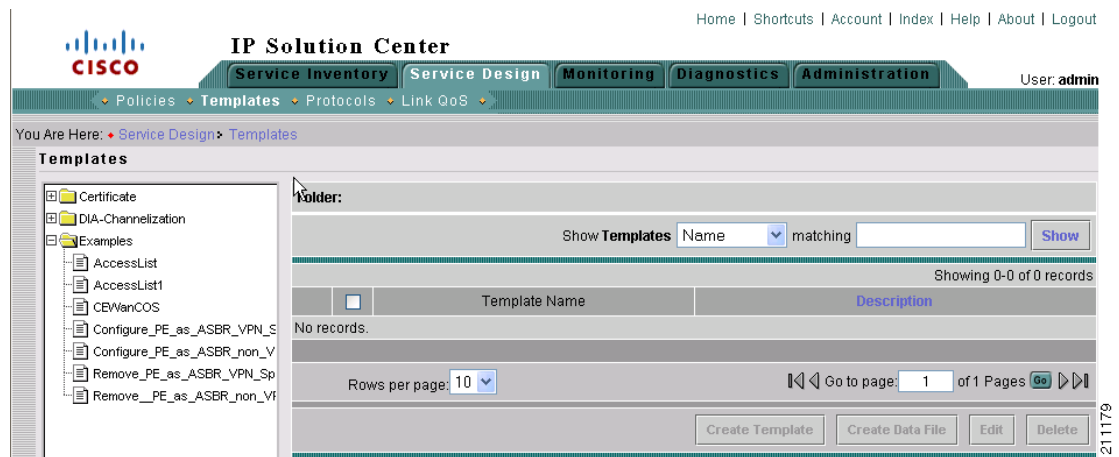 Home | Shortcuts | Account | Index | Help | About | Logout
CISCO
IP Solution Center
Service Inventory Service Design Monitoring Diagnostics Administration
User: admin
Policies Templates Protocols Link QoS
You Are Here: Service Design Templates
Templates
Certificate
DIA-Channelization
Examples
AccessList
AccessList1
CEWanCOS
Configure_PE_as_ASBR_VPN_S
Configure_PE_as_ASBR_non_V
Remove_PE_as_ASBR_VPN_Sp
Remove__PE_as_ASBR_non_VF
Folder:
Show Templates Name matching Show
Showing 0-0 of 0 records
Template Name Description
No records.
Rows per page: 10 Go to page: 1 of 1 Pages Go
Create Template Create Data File Edit Delete
211179